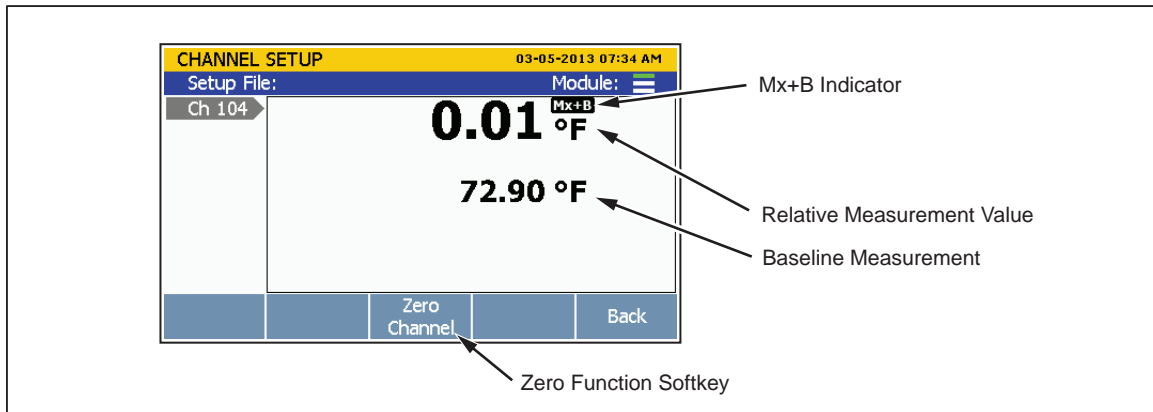 CHANNEL SETUP 03-05-2013 07:34 AM
Setup File: Module:
Ch 104
Mx+B
0.01 °F
72.90 °F
Zero
Channel
Back
Mx+B Indicator
Relative Measurement Value
Baseline Measurement
Zero Function Softkey